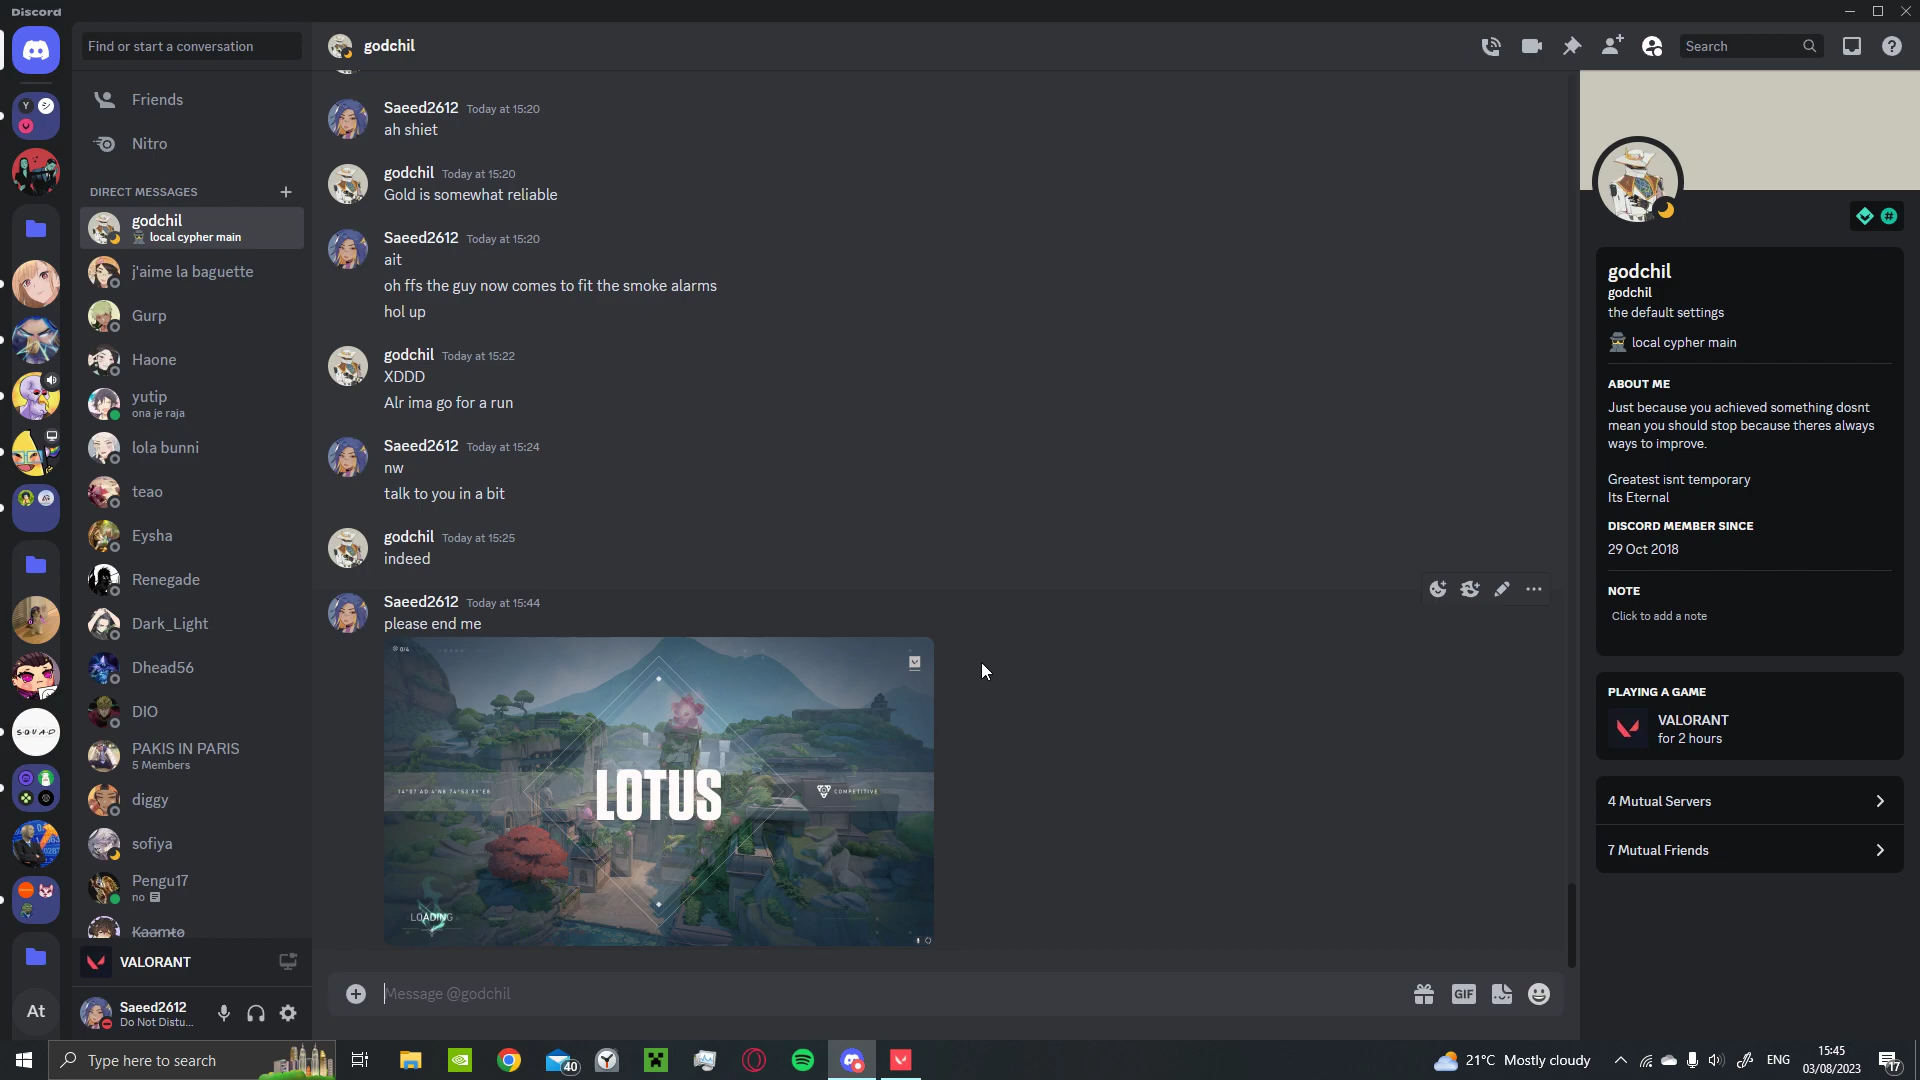 Discord
Find or start a conversation
Friends
Nitro
DIRECT MESSAGES
godchil
local cypher main
j'aime la baguette
Gurp
Haone
yutip
ona je raja
lola bunni
teao
Eysha
Renegade
Dark_Light
Dhead56
DIO
PAKIS IN PARIS
5 Members
diggy
sofiya
Pengu17
no
Kaamto
VALORANT
Saeed2612
Do Not Distu...
SQUAD
At
godchil
Search
Saeed2612 Today at 15:20
ah shiet
godchil Today at 15:20
Gold is somewhat reliable
Saeed2612 Today at 15:20
ait
oh ffs the guy now comes to fit the smoke alarms
hol up
godchil Today at 15:22
XDDD
Alr ima go for a run
Saeed2612 Today at 15:24
nw
talk to you in a bit
godchil Today at 15:25
indeed
Saeed2612 Today at 15:44
please end me
0/4
LOTUS
COMPETITIVE
LOADING
Message @godchil
GIF
godchil
godchil
the default settings
local cypher main
ABOUT ME
Just because you achieved something dosnt
mean you should stop because theres always
ways to improve.
Greatest isnt temporary
Its Eternal
DISCORD MEMBER SINCE
29 Oct 2018
NOTE
Click to add a note
PLAYING A GAME
VALORANT
for 2 hours
4 Mutual Servers
7 Mutual Friends
Type here to search
40
21°C Mostly cloudy
ENG
15:45
03/08/2023
17